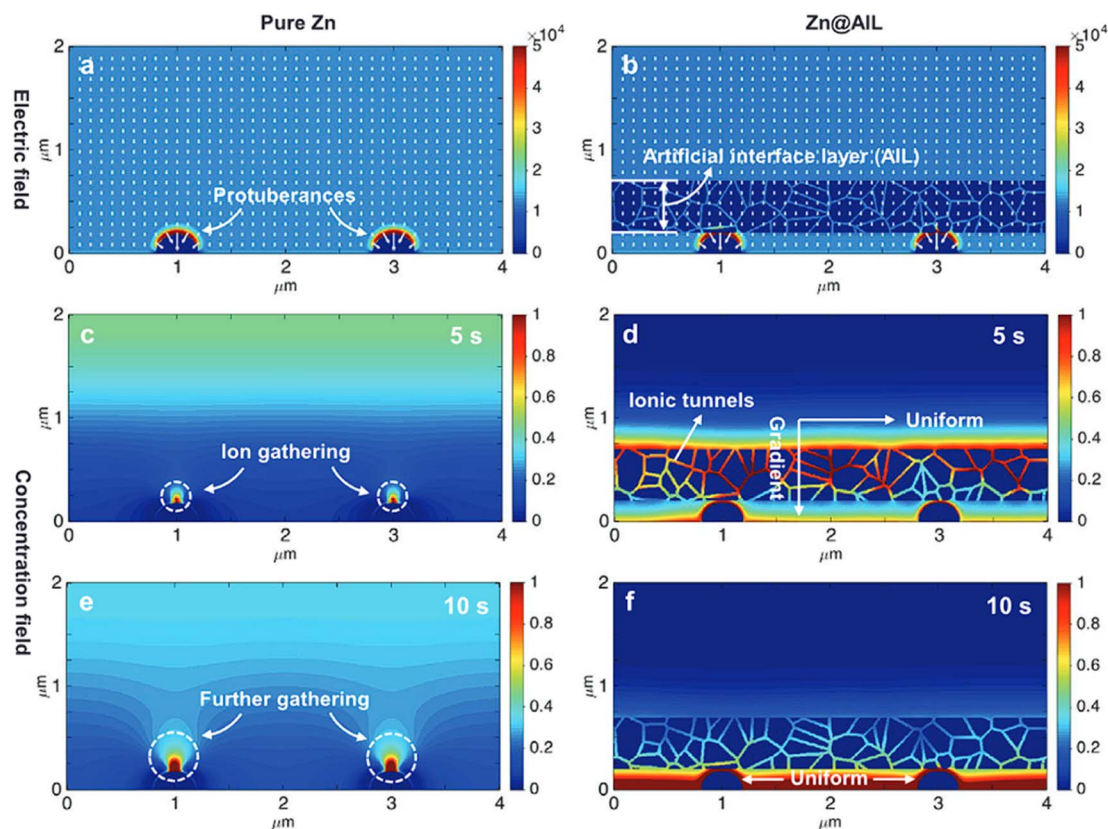 Pure Zn
Zn@AIL
Electric field
a
Protuberances
2
1
0
μm
0 1 2 3 4
μm
×10⁴
5
4
3
2
1
0
b
Artificial interface layer (AIL)
2
1
0
μm
0 1 2 3 4
μm
×10⁴
5
4
3
2
1
0
Concentration field
c
5 s
Ion gathering
2
1
0
μm
0 1 2 3 4
μm
1
0.8
0.6
0.4
0.2
0
d
5 s
Ionic tunnels
Uniform
Gradient
2
1
0
μm
0 1 2 3 4
μm
1
0.8
0.6
0.4
0.2
0
e
10 s
Further gathering
2
1
0
μm
0 1 2 3 4
μm
1
0.8
0.6
0.4
0.2
0
f
10 s
Uniform
2
1
0
μm
0 1 2 3 4
μm
1
0.8
0.6
0.4
0.2
0